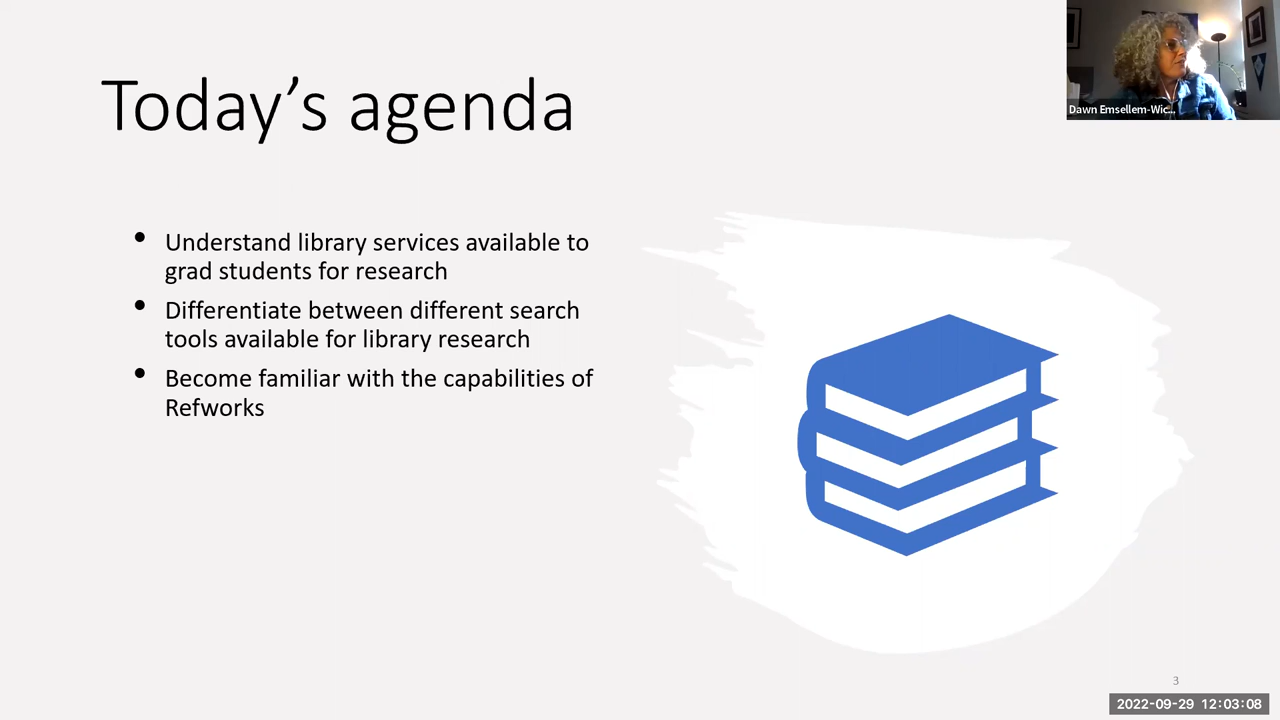 Today’s agenda
Dawn Emsellem-Wic...
• Understand library services available to
grad students for research
• Differentiate between different search
tools available for library research
• Become familiar with the capabilities of
Refworks
3
2022-09-29 12:03:08